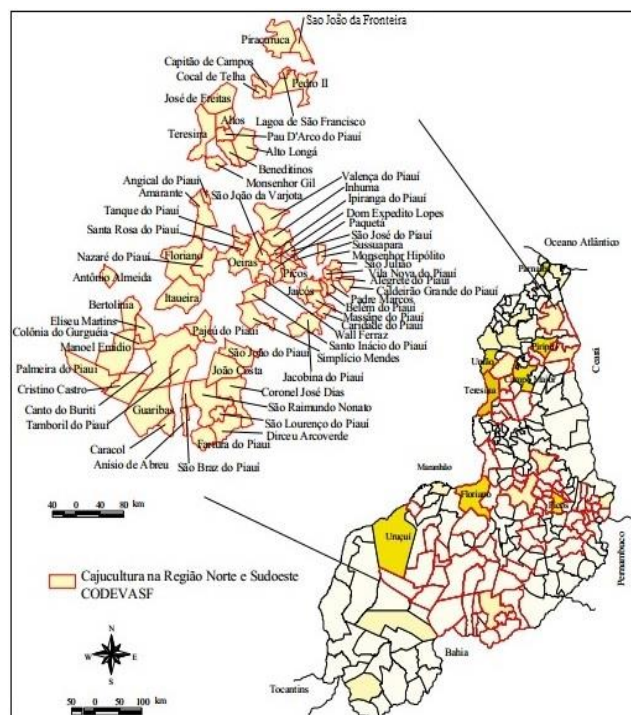 Sao João da Fronteira
Piracuruca
Capitão de Campos
Cocal de Telha
Pedro II
José de Freitas
Lagoa de São Francisco
Altos
Teresina
Pau D'Arco do Piauí
Alto Longá
Beneditinos
Monsenhor Gil
Angical do Piauí
Amarante
São João da Varjota
Valença do Piauí
Inhuma
Ipiranga do Piauí
Tanque do Piauí
Dom Expedito Lopes
Paquetá
Santa Rosa do Piauí
São José do Piauí
Sussuapara
Monsenhor Hipólito
São Julião
Nazaré do Piauí
Floriano
Oeiras
Picos
Vila Nova do Piauí
Alegrete do Piauí
Antônio Almeida
Jaicós
Caldeirão Grande do Piauí
Padre Marcos
Itaueira
Belém do Piauí
Massape do Piauí
Caridade do Piauí
Bertolínia
Wall Ferraz
Eliseu Martins
Santo Inácio do Piauí
Colônia do Gurguéia
Pajeú do Piauí
Simplício Mendes
Manoel Emídio
São João do Piauí
Palmeira do Piauí
João Costa
Jacobina do Piauí
Cristino Castro
Coronel José Dias
Canto do Buriti
Guaribas
São Raimundo Nonato
Tamboril do Piauí
São Lourenço do Piauí
Caracol
Fartura do Piauí
Dirceu Arcoverde
Anísio de Abreu
São Braz do Piauí
40 0 40 80 km
Cajucultura na Região Norte e Sudoeste
CODEVASF
N
W E
S
50 0 50 100 km
Oceano Atlântico
Parnaíba
Piripiri
União
Campo Maior
Ceará
Teresina
Maranhão
Floriano
Picos
Uruçuí
Pernambuco
Bahia
Tocantins